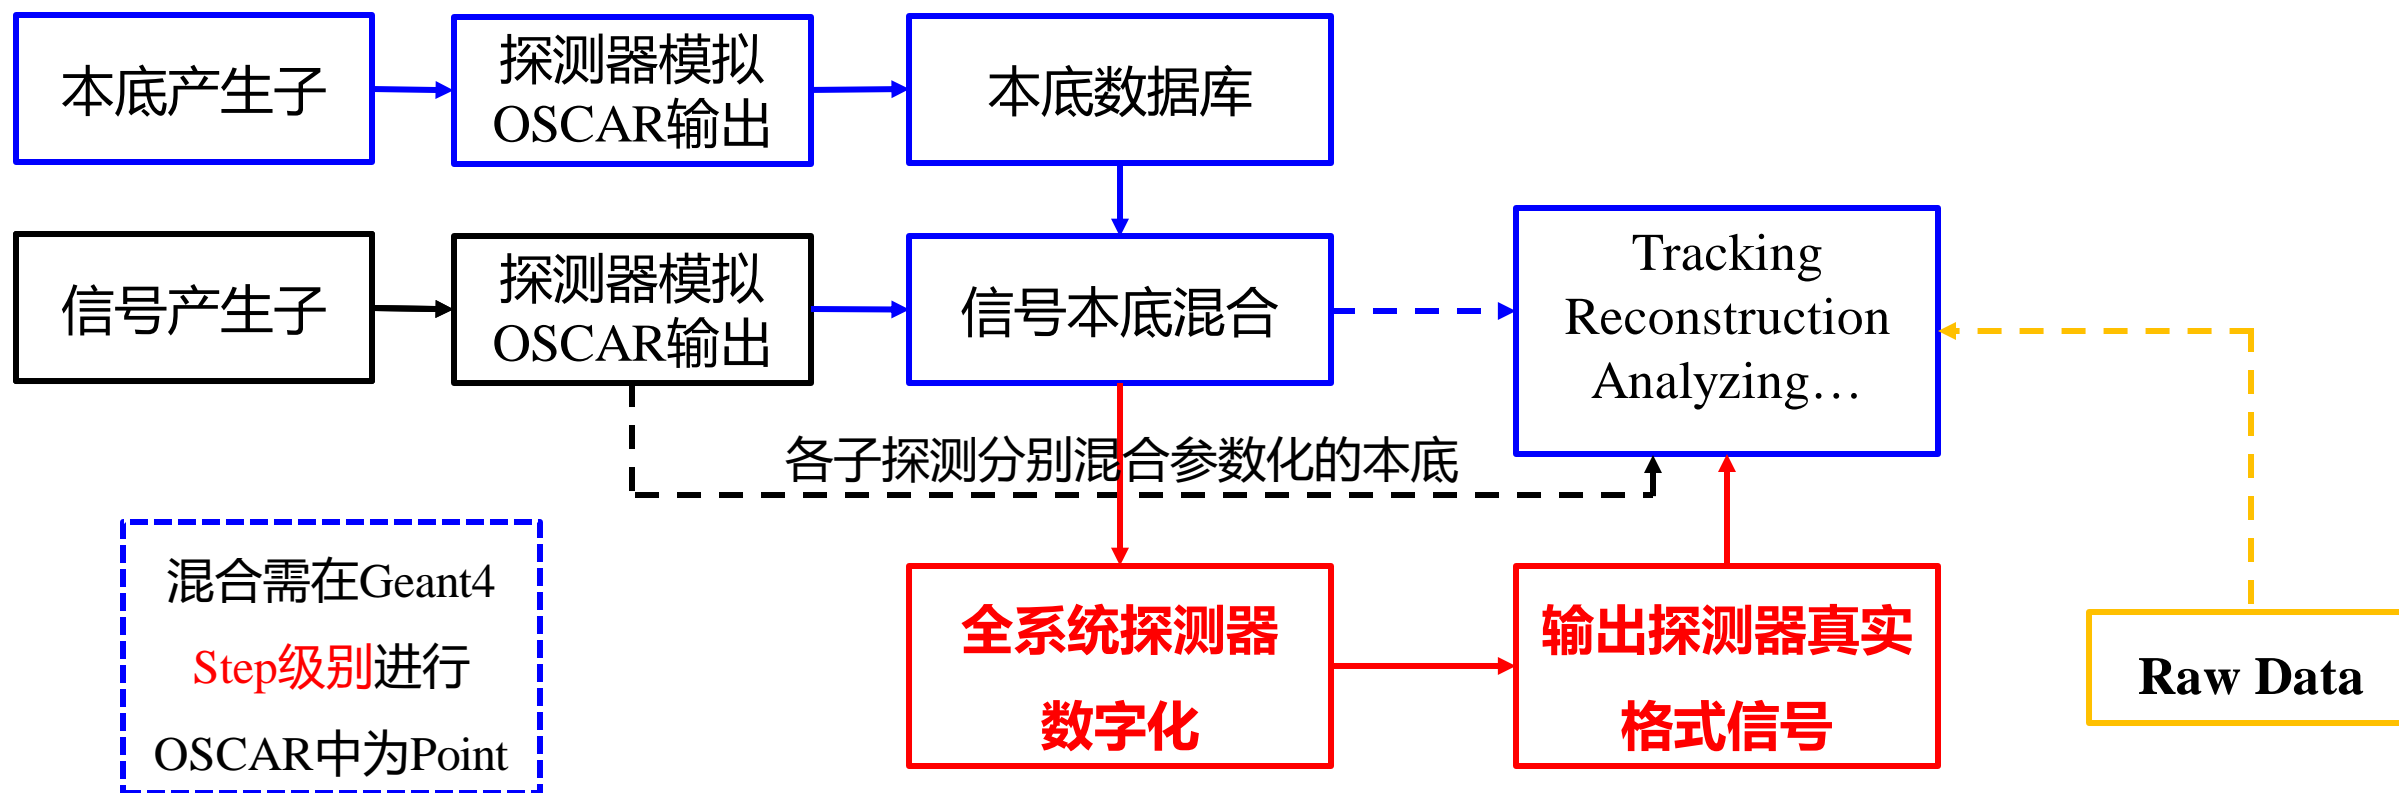 本底产生子
探测器模拟
OSCAR输出
本底数据库
信号产生子
探测器模拟
OSCAR输出
信号本底混合
Tracking
Reconstruction
Analyzing…
各子探测分别混合参数化的本底
混合需在Geant4
Step级别进行
OSCAR中为Point
全系统探测器
数字化
输出探测器真实
格式信号
Raw Data